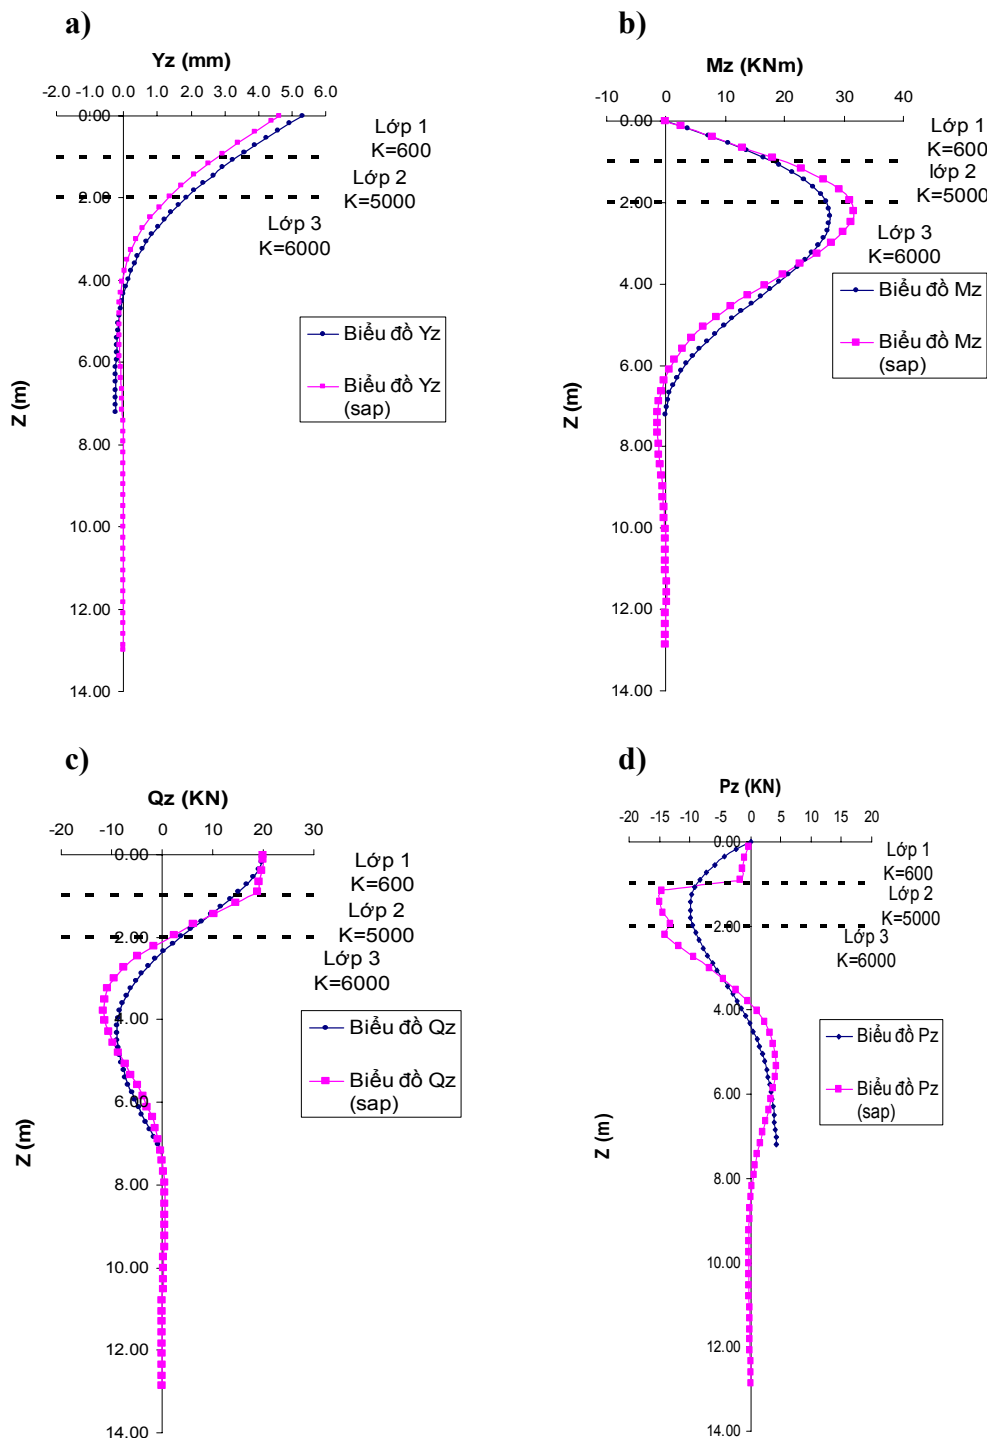 a)
Yz (mm)
-2.0 0.0 1.0 2.0 3.0 4.0 5.0 6.0
0.00
Lớp 1
K=600
Lớp 2
K=5000
2.00
Lớp 3
K=6000
4.00
Biểu đồ Yz
6.00
Biểu đồ Yz
(sap)
Z (m)
8.00
10.00
12.00
14.00
b)
Mz (KNm)
-10 0 10 20 30 40
0.00
Lớp 1
K=600
lớp 2
K=5000
2.00
Lớp 3
K=6000
4.00
Biểu đồ Mz
Biểu đồ Mz
(sap)
6.00
Z (m)
8.00
10.00
12.00
14.00
c)
Qz (KN)
-20 -10 0 10 20 30
0.00
Lớp 1
K=600
Lớp 2
K=5000
2.00
Lớp 3
K=6000
4.00
Biểu đồ Qz
Biểu đồ Qz
(sap)
6.00
Z (m)
8.00
10.00
12.00
14.00
d)
Pz (KN)
-20 -15 -10 -5 0 5 10 15 20
0.00
Lớp 1
K=600
Lớp 2
K=5000
2.00
Lớp 3
K=6000
4.00
Biểu đồ Pz
Biểu đồ Pz
(sap)
6.00
Z (m)
8.00
10.00
12.00
14.00